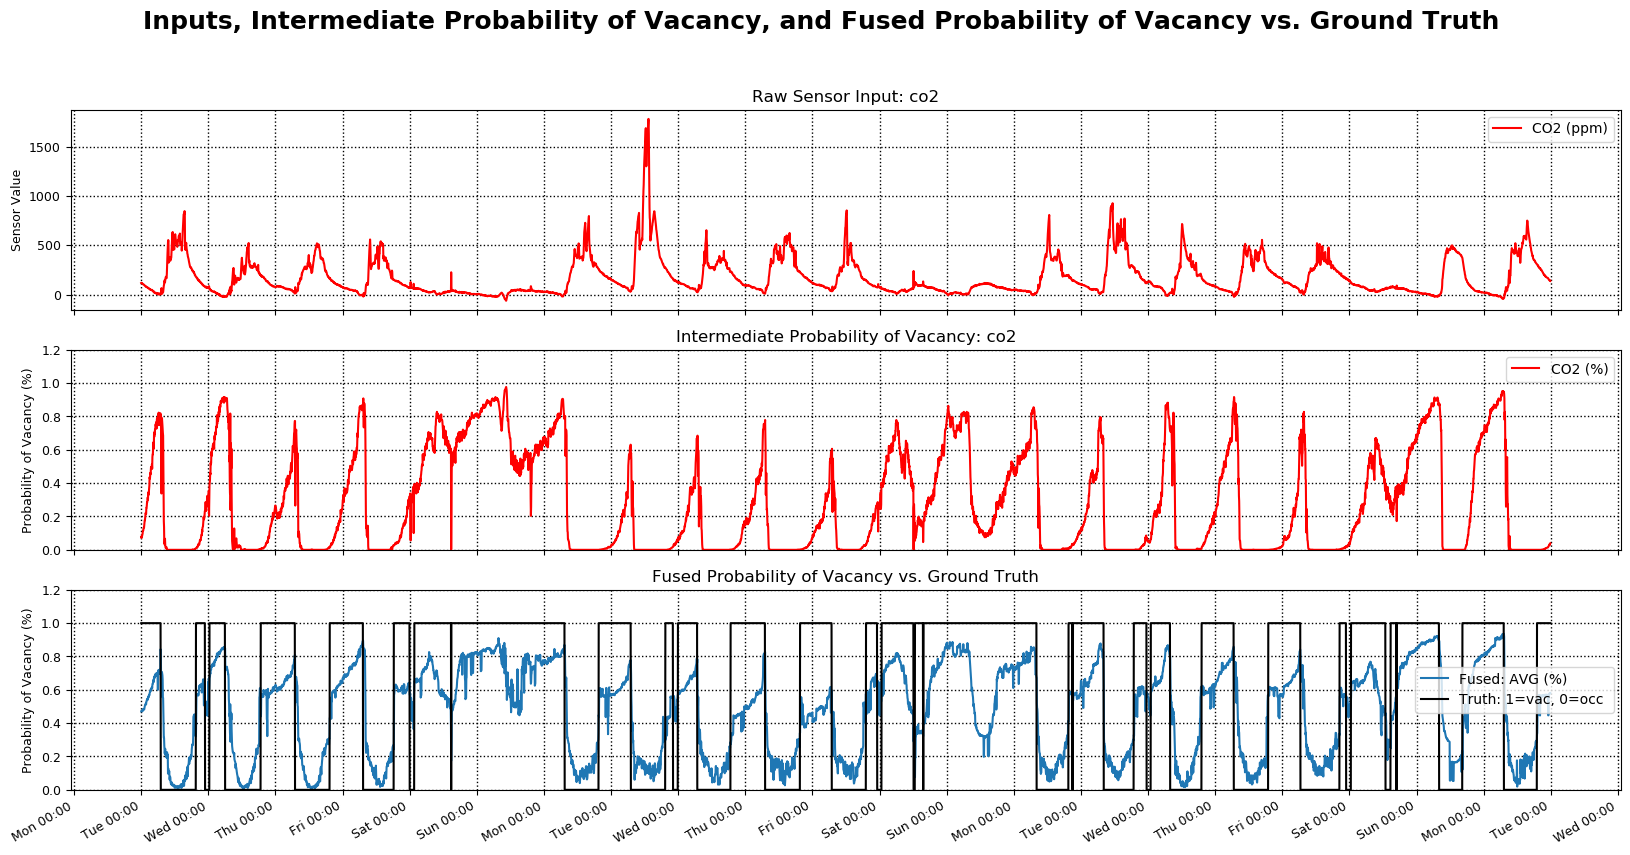 Inputs, Intermediate Probability of Vacancy, and Fused Probability of Vacancy vs. Ground Truth
Raw Sensor Input: co2
Sensor Value
1500
1000
500
0
CO2 (ppm)
Intermediate Probability of Vacancy: co2
Probability of Vacancy (%)
1.2
1.0
0.8
0.6
0.4
0.2
0.0
CO2 (%)
Fused Probability of Vacancy vs. Ground Truth
Probability of Vacancy (%)
1.2
1.0
0.8
0.6
0.4
0.2
0.0
Fused: AVG (%)
Truth: 1=vac, 0=occ
Mon 00:00
Tue 00:00
Wed 00:00
Thu 00:00
Fri 00:00
Sat 00:00
Sun 00:00
Mon 00:00
Tue 00:00
Wed 00:00
Thu 00:00
Fri 00:00
Sat 00:00
Sun 00:00
Mon 00:00
Tue 00:00
Wed 00:00
Thu 00:00
Fri 00:00
Sat 00:00
Sun 00:00
Mon 00:00
Tue 00:00
Wed 00:00